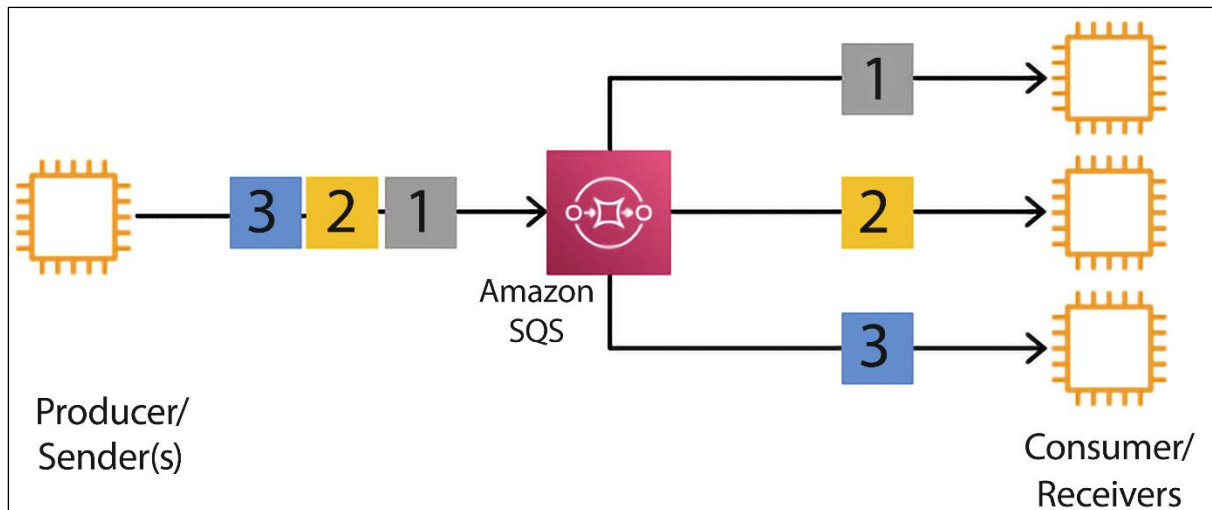 1
3 2 1
2
Amazon
SQS
3
Producer/
Sender(s)
Consumer/
Receivers